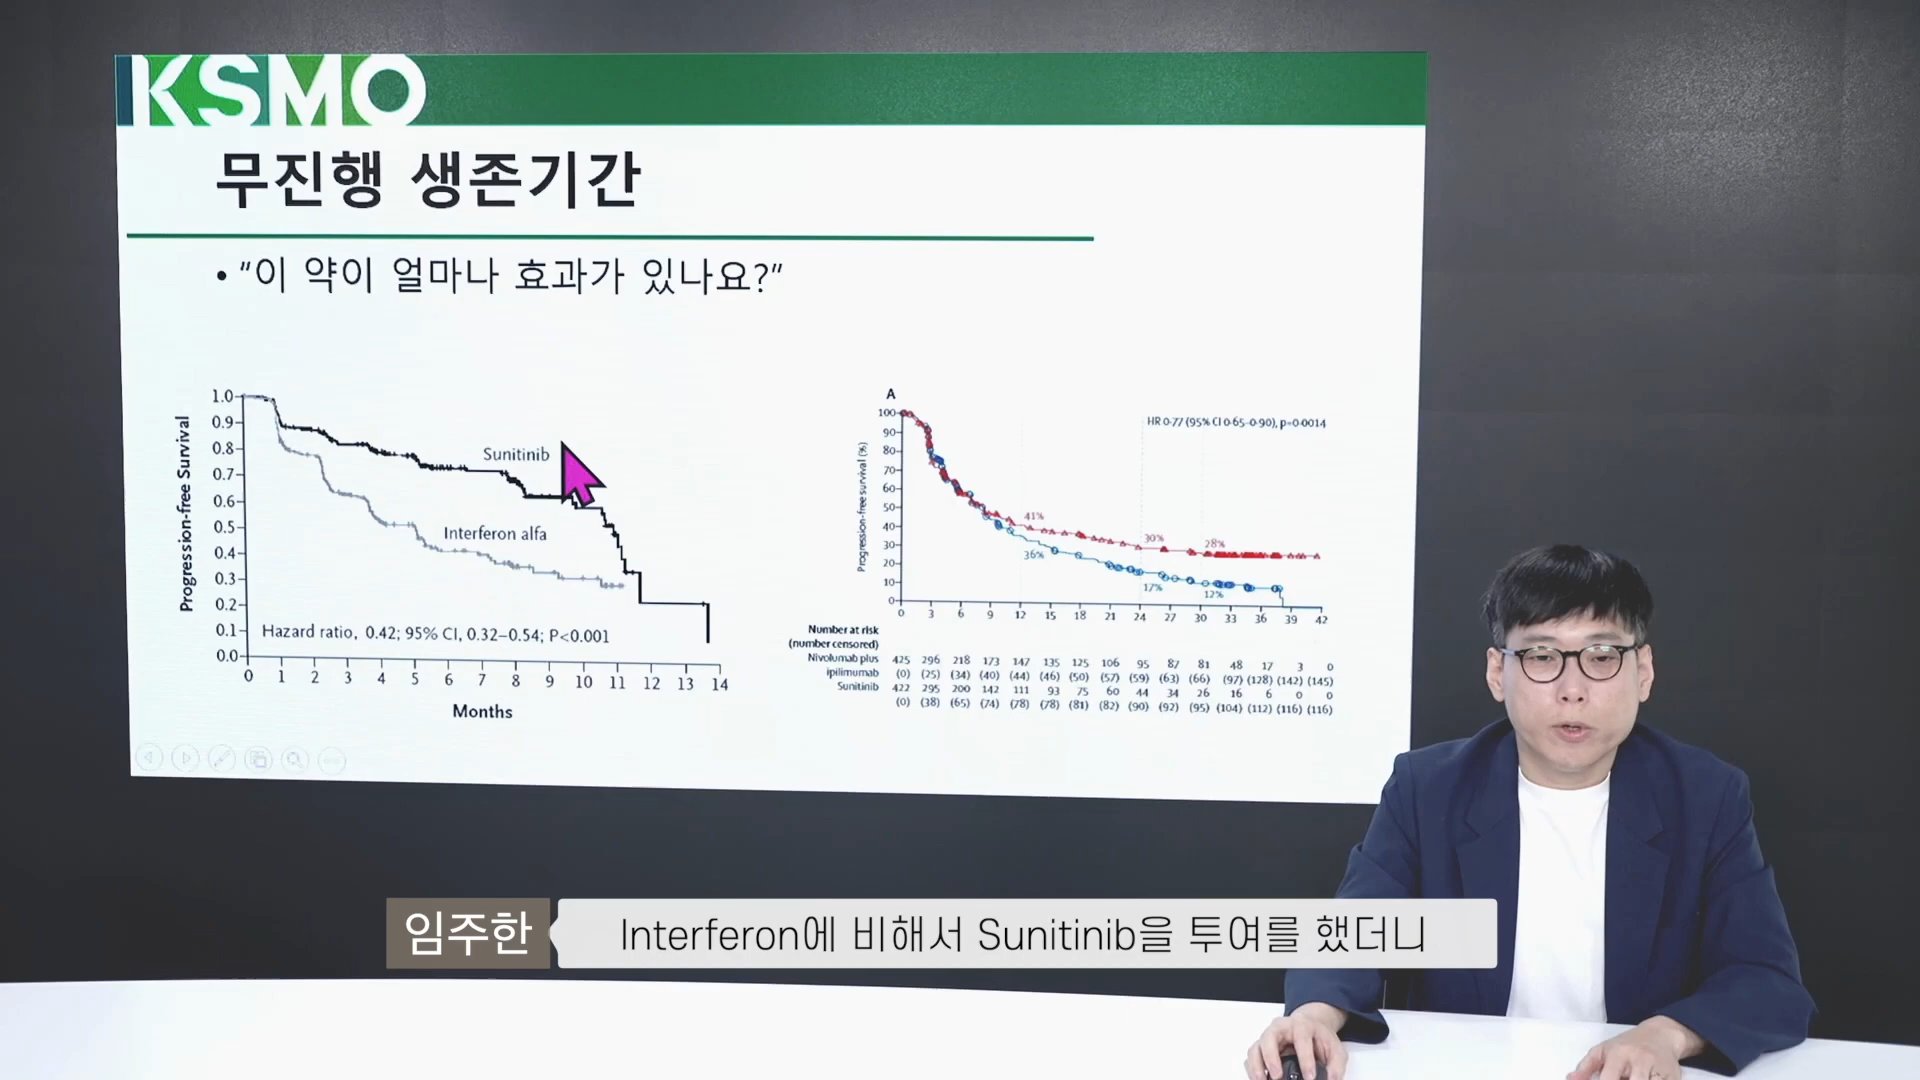 KSMO
무진행 생존기간
• “이 약이 얼마나 효과가 있나요?”
Progression-free Survival
1.0
0.9
0.8
0.7
0.6
0.5
0.4
0.3
0.2
0.1
0.0
Sunitinib
Interferon alfa
Hazard ratio, 0.42; 95% CI, 0.32–0.54; P<0.001
0 1 2 3 4 5 6 7 8 9 10 11 12 13 14
Months
A
Progression-free survival (%)
100
90
80
70
60
50
40
30
20
10
0
HR 0·77 (95% CI 0·65–0·90), p=0·0014
41%
36%
30%
17%
28%
12%
0 3 6 9 12 15 18 21 24 27 30 33 36 39 42
Number at risk
(number censored)
Nivolumab plus 425 296 218 173 147 135 125 106 95 87 81 48 17 3 0
ipilimumab (0) (25) (34) (40) (44) (46) (50) (57) (59) (63) (66) (97) (128) (142) (145)
Sunitinib 422 295 200 142 111 93 75 60 44 34 26 16 6 0 0
(0) (38) (65) (74) (78) (78) (81) (82) (90) (92) (95) (104) (112) (116) (116)
임주한
Interferon에 비해서 Sunitinib을 투여를 했더니